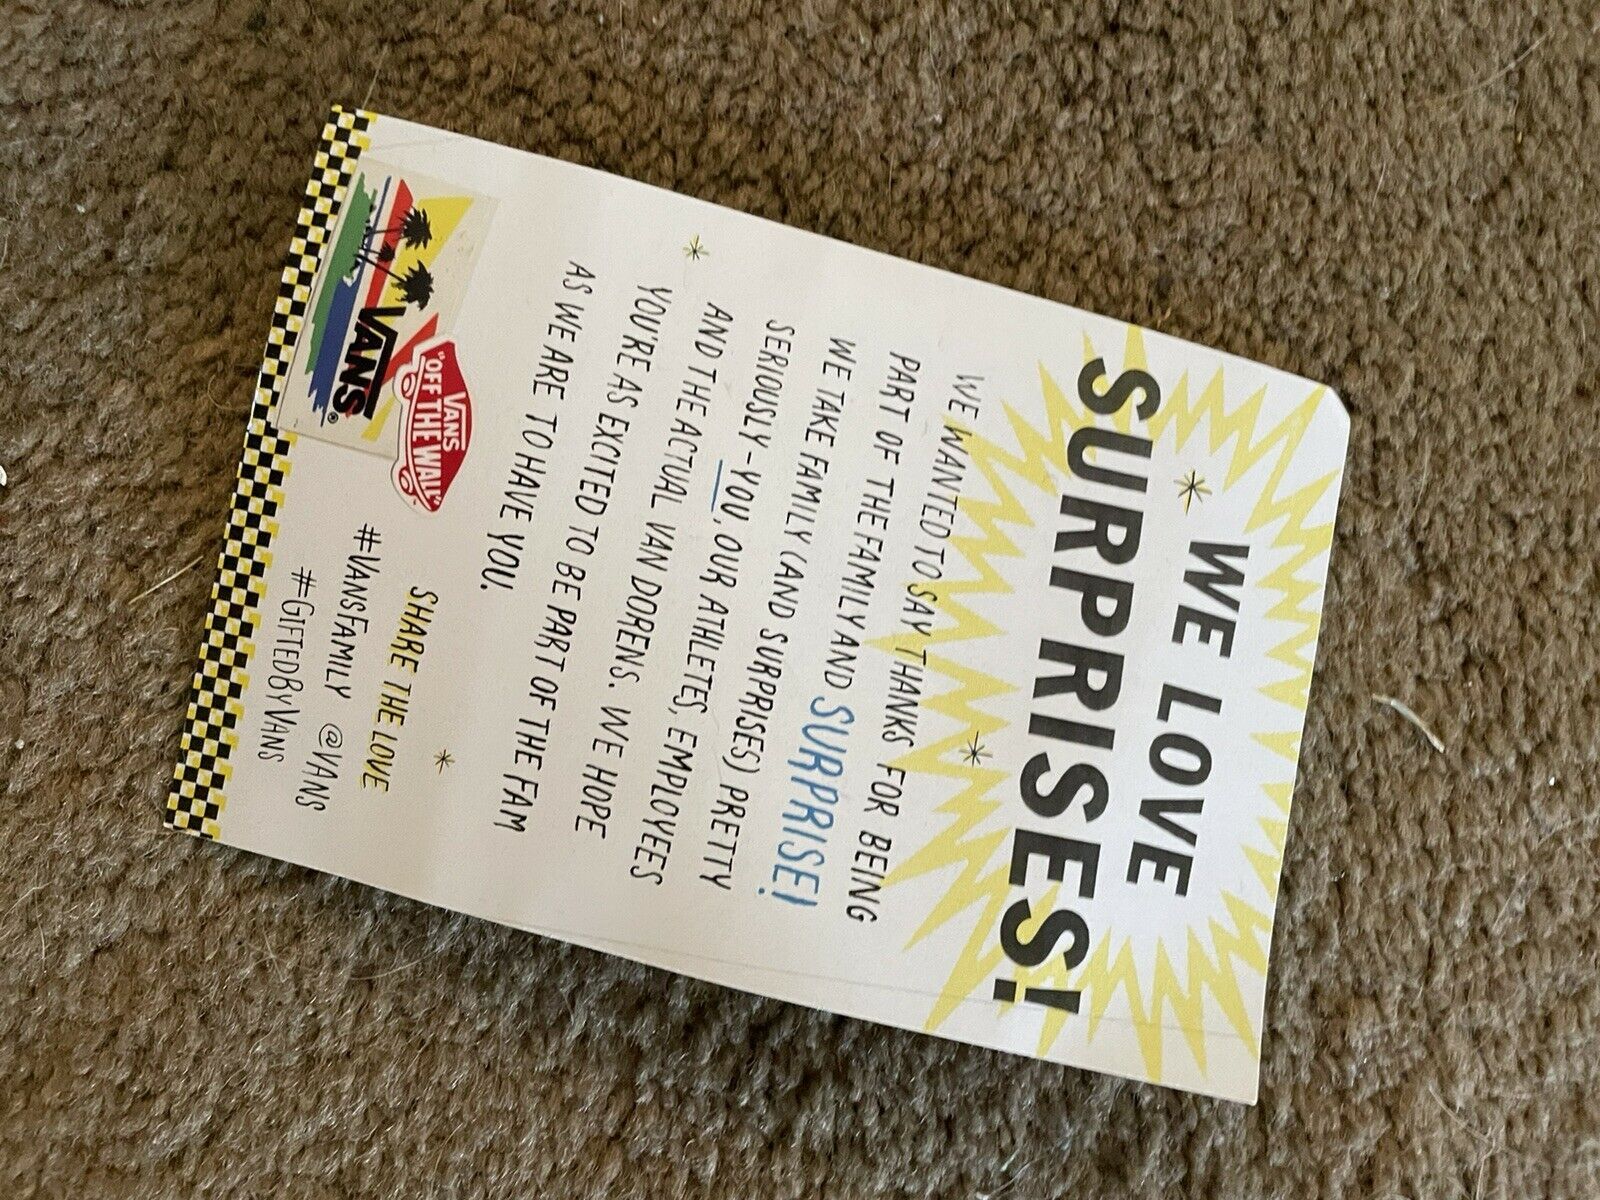 WE LOVE
SURPRISES!
WE WANTED TO SAY THANKS FOR BEING
PART OF THE FAMILY AND SURPRISE!
WE TAKE FAMILY (AND SURPRISES) PRETTY
SERIOUSLY - YOU, OUR ATHLETES, EMPLOYEES
AND THE ACTUAL VAN DORENS. WE HOPE
YOU'RE AS EXCITED TO BE PART OF THE FAM
AS WE ARE TO HAVE YOU.
SHARE THE LOVE
#VANSFAMILY @VANS
#GIFTEDBYVANS
VANS
"OFF THE WALL"
VANS®